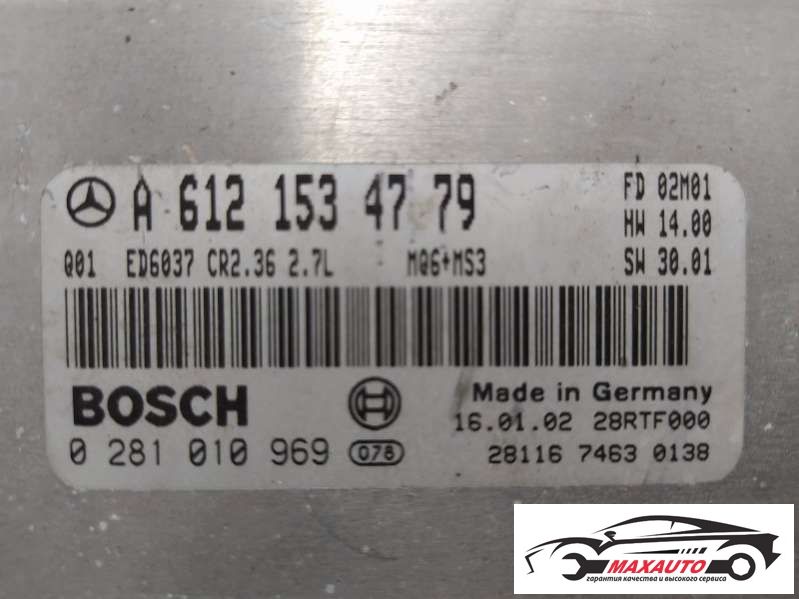 A 612 153 47 79
FD 02M01
HW 14.00
Q01 ED6037 CR2.36 2.7L MQ6+MS3 SW 30.01
BOSCH
Made in Germany
16.01.02 28RTF000
0 281 010 969 078
281167 7463 0138
MAXAUTO
гарантия качества и высокого сервиса